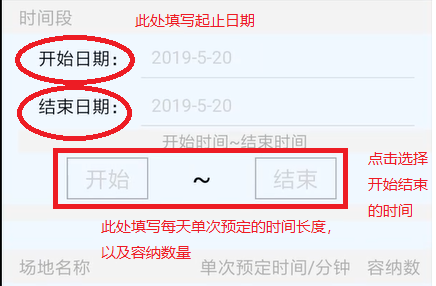 时间段 此处填写起止日期
开始日期： 2019-5-20
结束日期： 2019-5-20
开始时间~结束时间
开始 ~ 结束
点击选择
开始结束
的时间
此处填写每天单次预定的时间长度，
以及容纳数量
场地名称 单次预定时间/分钟 容纳数